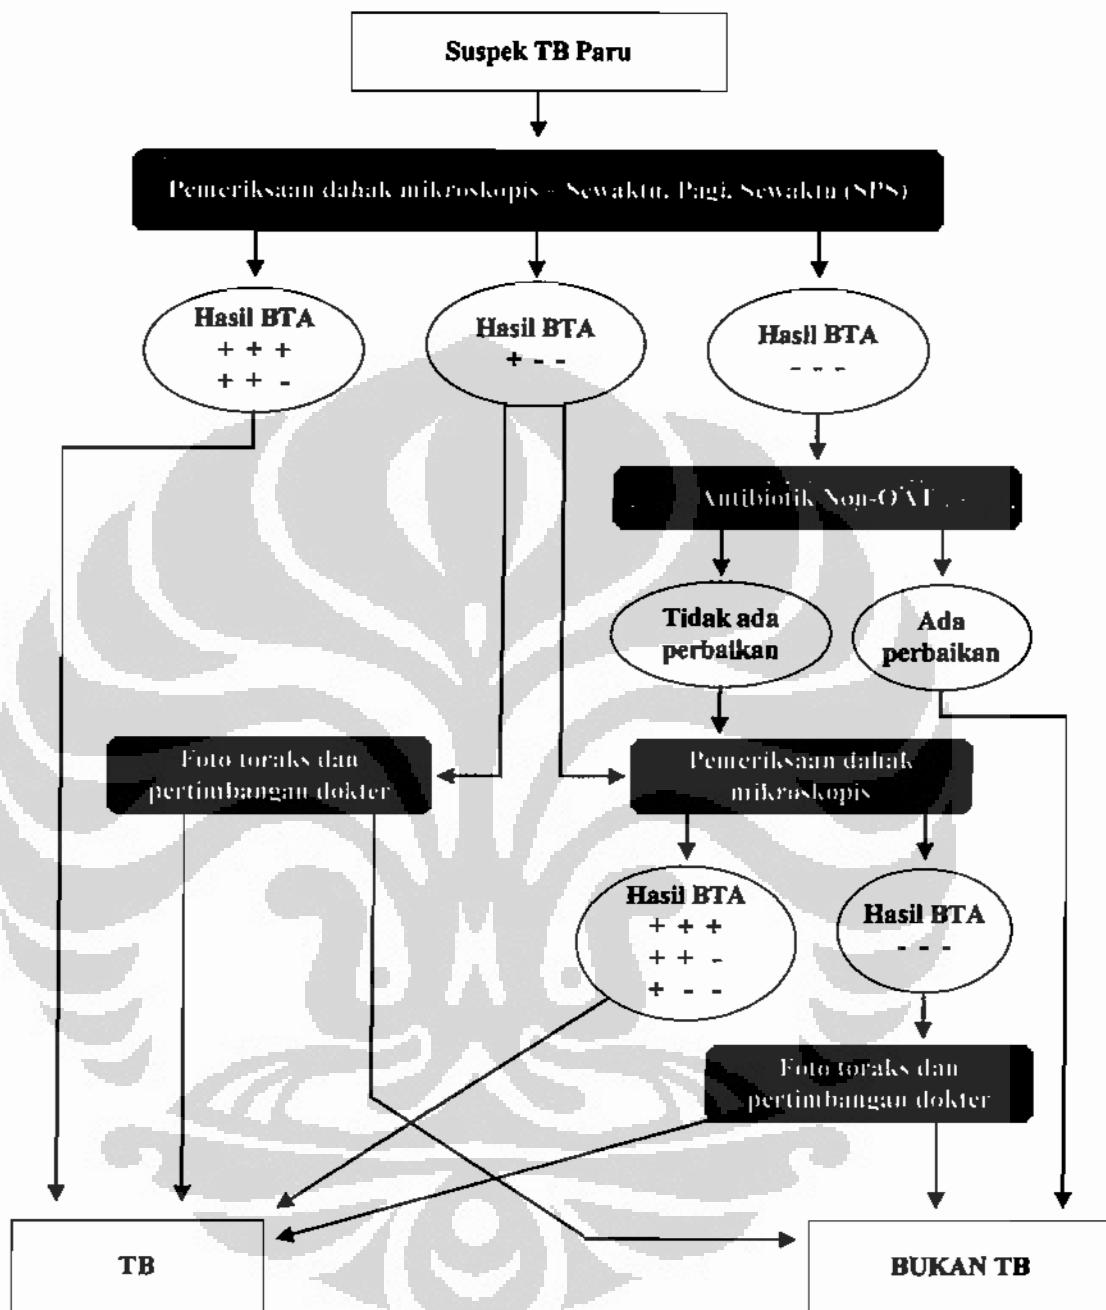 Suspek TB Paru
Pemeriksaan dahak mikroskopis - Sewaktu, Pagi, Sewaktu (SPS)
Hasil BTA
+ + +
+ + -
Hasil BTA
+ - -
Hasil BTA
- - -
Antibiotik Non-OAT
Tidak ada
perbaikan
Ada
perbaikan
Foto toraks dan
pertimbangan dokter
Pemeriksaan dahak
mikroskopis
Hasil BTA
+ + +
+ + -
+ - -
Hasil BTA
- - -
Foto toraks dan
pertimbangan dokter
TB
BUKAN TB